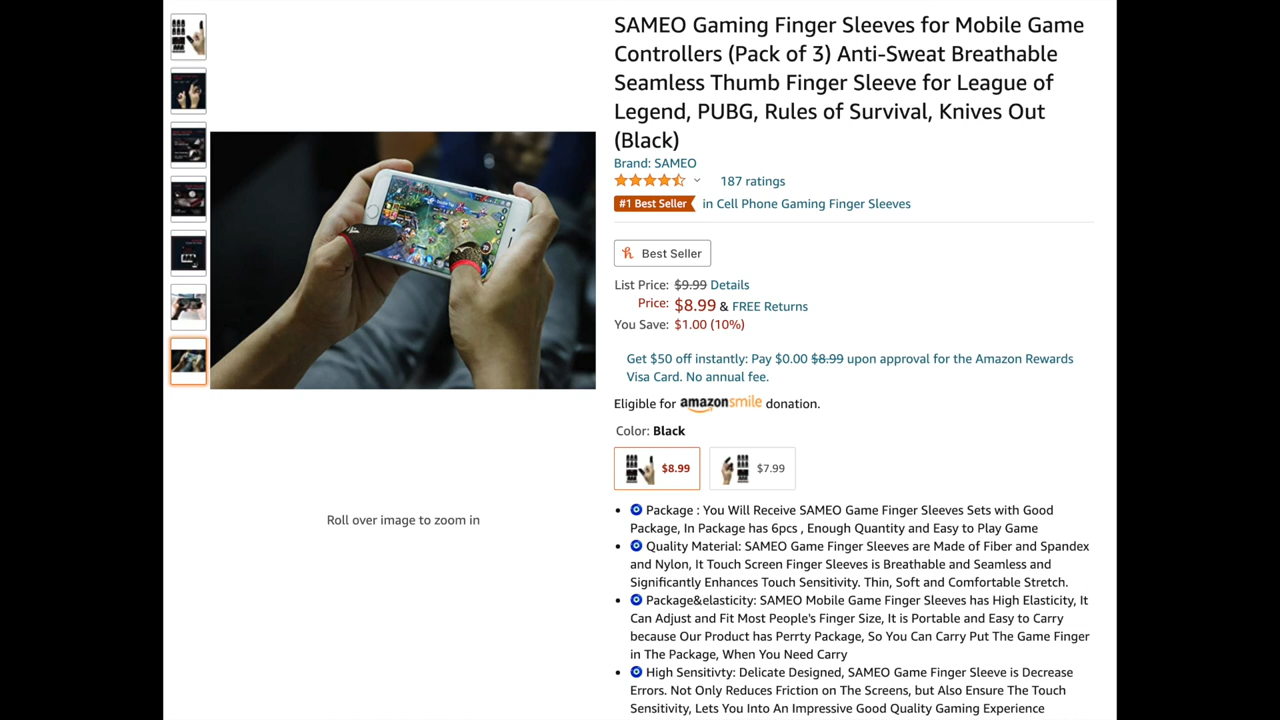 SAMEO Gaming Finger Sleeves for Mobile Game
Controllers (Pack of 3) Anti-Sweat Breathable
Seamless Thumb Finger Sleeve for League of
Legend, PUBG, Rules of Survival, Knives Out
(Black)
Brand: SAMEO
187 ratings
#1 Best Seller in Cell Phone Gaming Finger Sleeves
Best Seller
List Price: $9.99 Details
Price: $8.99 & FREE Returns
You Save: $1.00 (10%)
Get $50 off instantly: Pay $0.00 $8.99 upon approval for the Amazon Rewards
Visa Card. No annual fee.
Eligible for amazonsmile donation.
Color: Black
$8.99 $7.99
Roll over image to zoom in
Package : You Will Receive SAMEO Game Finger Sleeves Sets with Good
Package, In Package has 6pcs , Enough Quantity and Easy to Play Game
Quality Material: SAMEO Game Finger Sleeves are Made of Fiber and Spandex
and Nylon, It Touch Screen Finger Sleeves is Breathable and Seamless and
Significantly Enhances Touch Sensitivity. Thin, Soft and Comfortable Stretch.
Package&elasticity: SAMEO Mobile Game Finger Sleeves has High Elasticity, It
Can Adjust and Fit Most People's Finger Size, It is Portable and Easy to Carry
because Our Product has Perrty Package, So You Can Carry Put The Game Finger
in The Package, When You Need Carry
High Sensitivty: Delicate Designed, SAMEO Game Finger Sleeve is Decrease
Errors. Not Only Reduces Friction on The Screens, but Also Ensure The Touch
Sensitivity, Lets You Into An Impressive Good Quality Gaming Experience